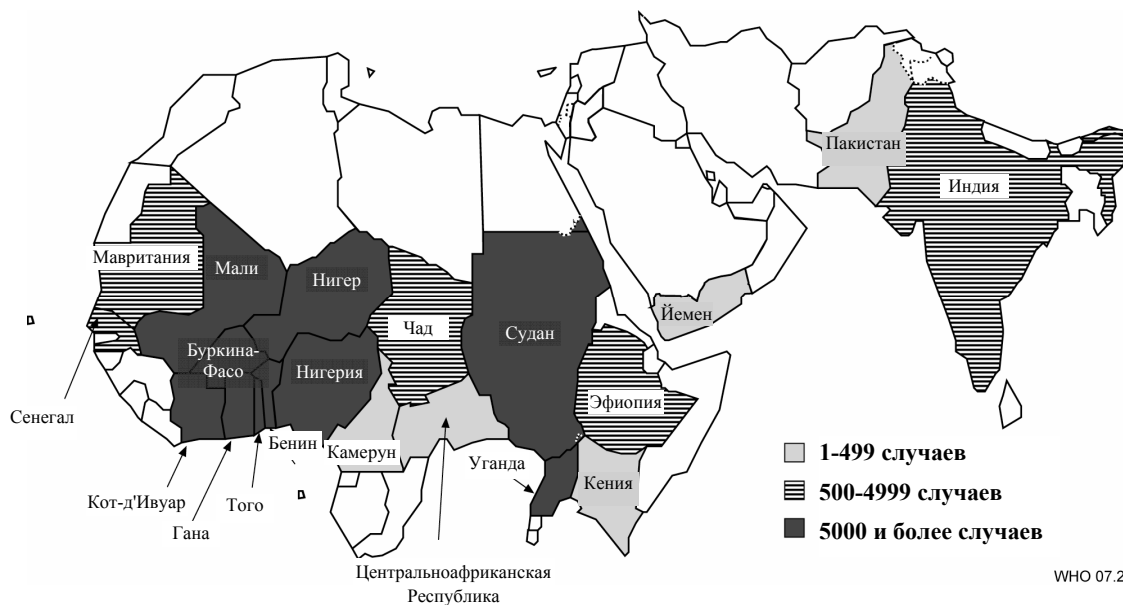 Пакистан
Индия
Мавритания
Мали
Нигер
Йемен
Чад
Судан
Буркина-
Фасо
Нигерия
Эфиопия
Сенегал
Бенин
Камерун
Уганда
Кения
Кот-д'Ивуар
Того
Гана
Центральноафриканская
Республика
1-499 случаев
500-4999 случаев
5000 и более случаев
WHO 07.2